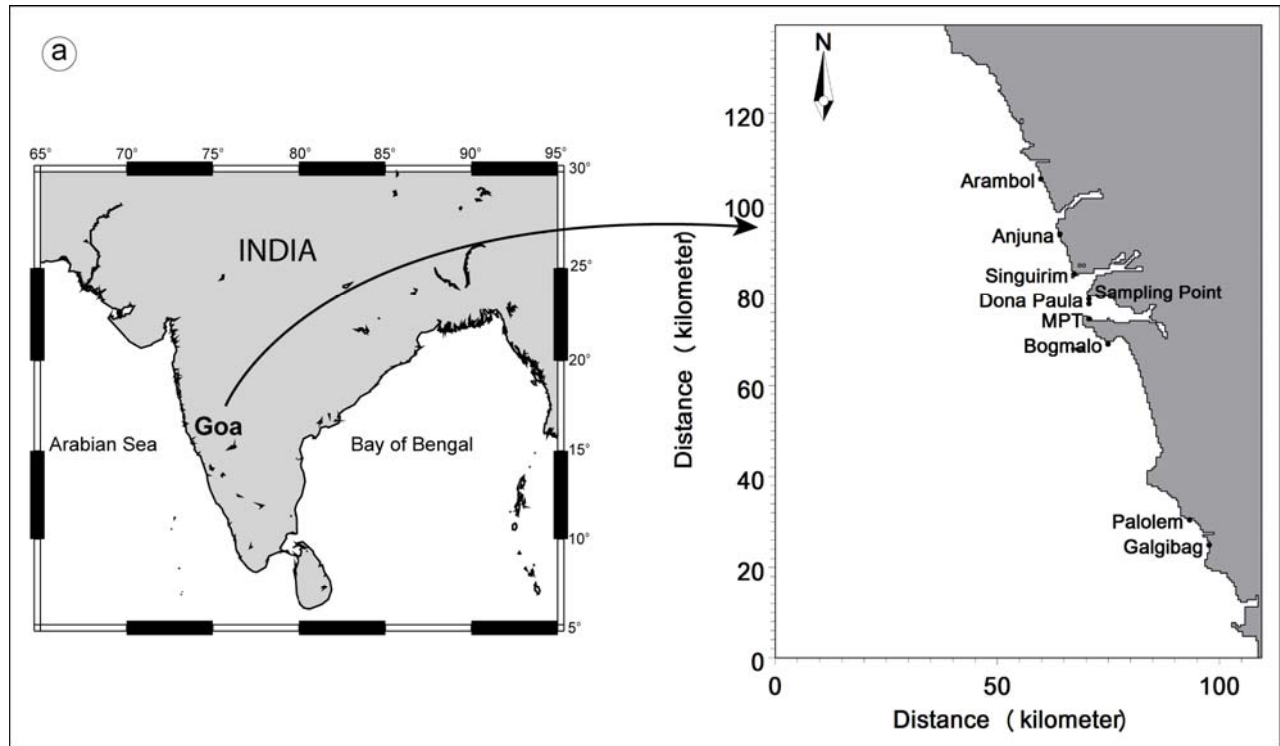 a
65°
70°
75°
80°
85°
90°
95°
30°
25°
20°
15°
10°
5°
INDIA
Goa
Arabian Sea
Bay of Bengal
N
120
100
80
60
40
20
0
Distance ( kilometer)
Arambol
Anjuna
Singuirim
Sampling Point
Dona Paula
MPT
Bogmalo
Palolem
Galgibag
0
50
100
Distance ( kilometer)